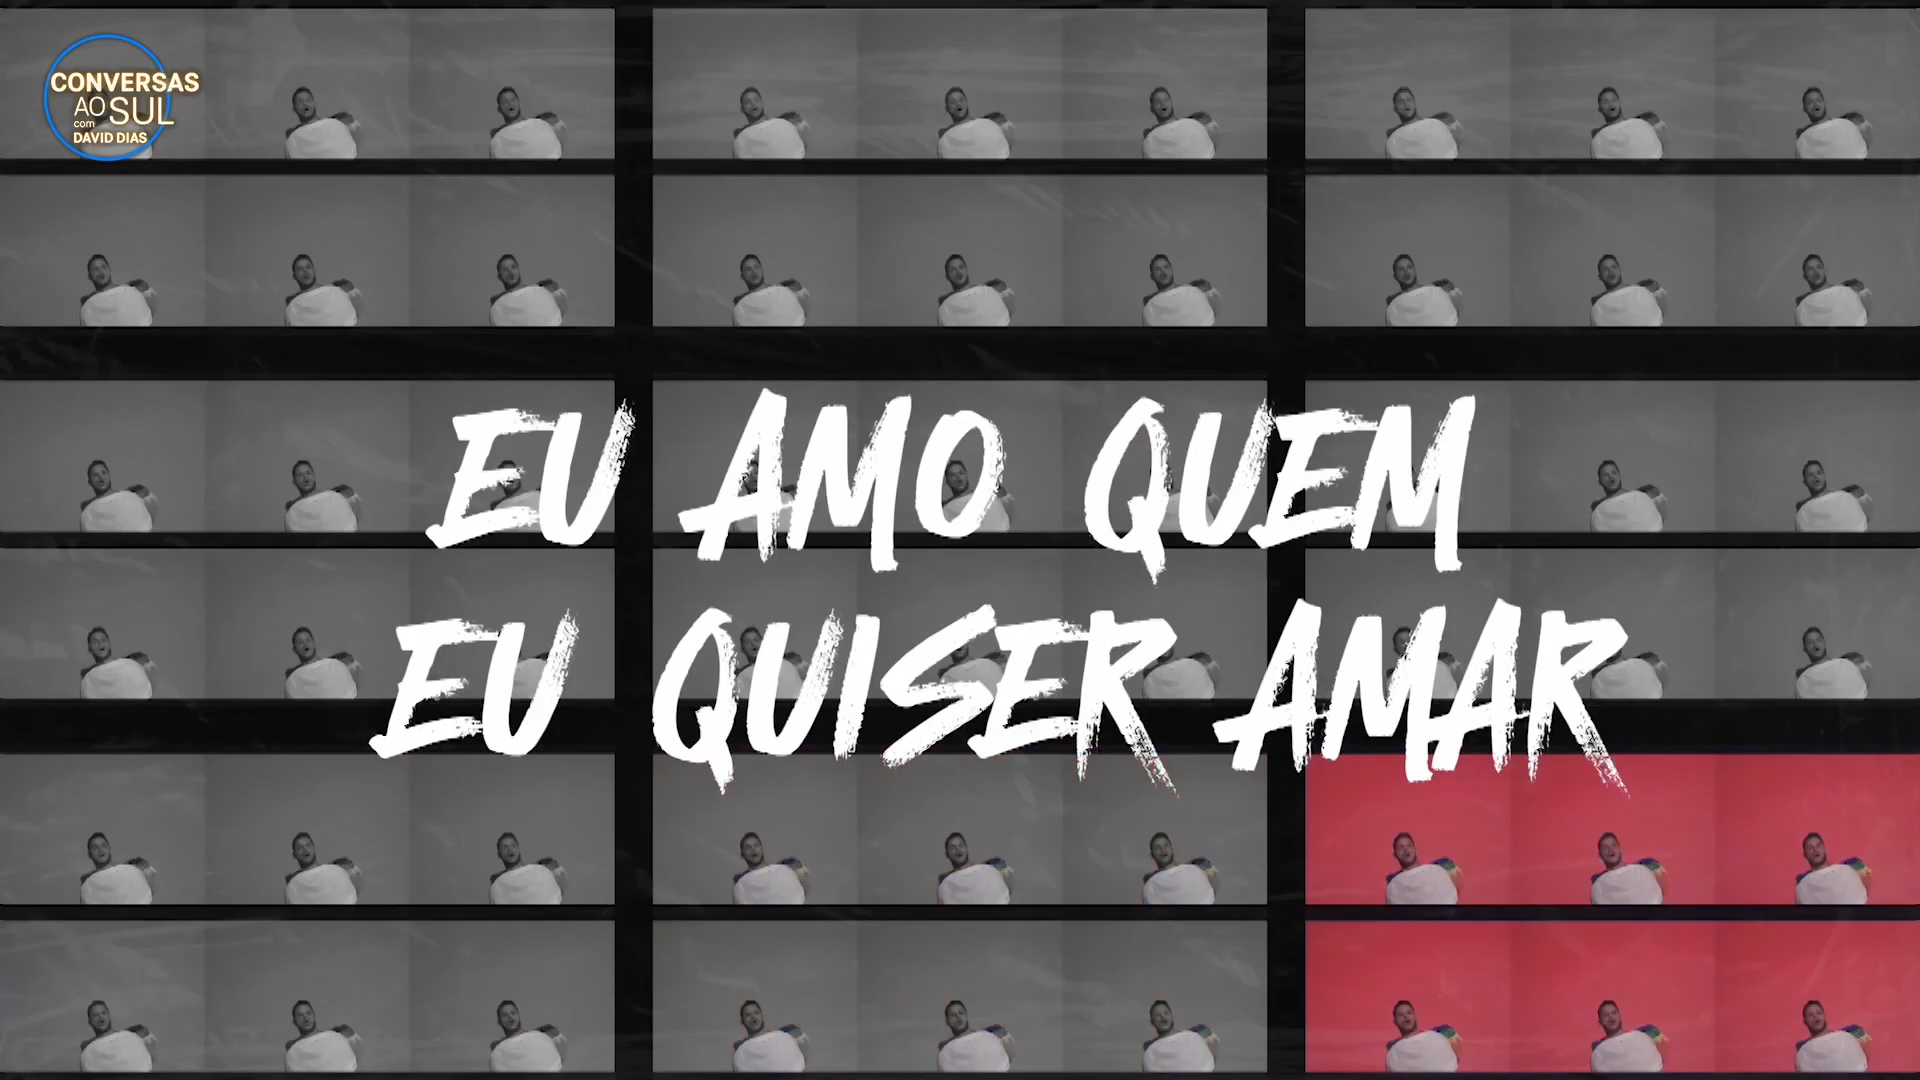 CONVERSAS
AO SUL
com
DAVID DIAS
EU AMO QUEM
EU QUISER AMAR